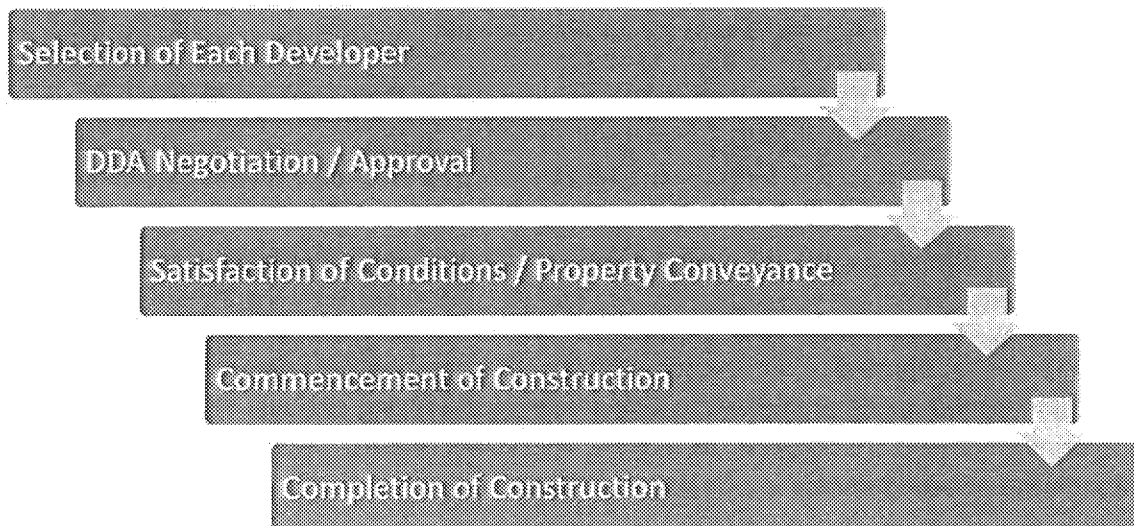 Selection of Each Developer
DDA Negotiation / Approval
Satisfaction of Conditions / Property Conveyance
Commencement of Construction
Completion of Construction